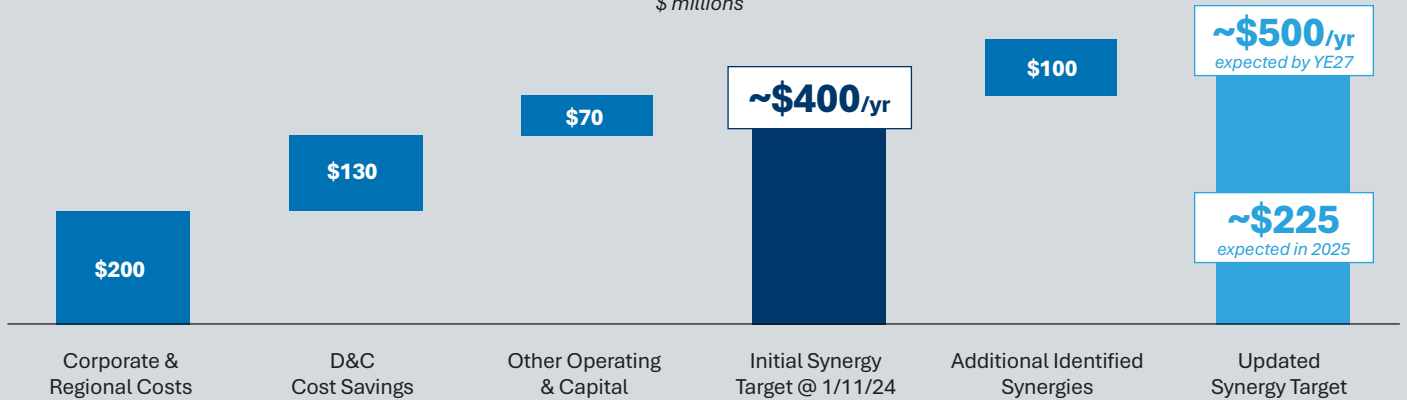 $ millions
$200
$130
$70
~$400/yr
$100
~$500/yr
expected by YE27
~$225
expected in 2025
Corporate &
Regional Costs
D&C
Cost Savings
Other Operating
& Capital
Initial Synergy
Target @ 1/11/24
Additional Identified
Synergies
Updated
Synergy Target